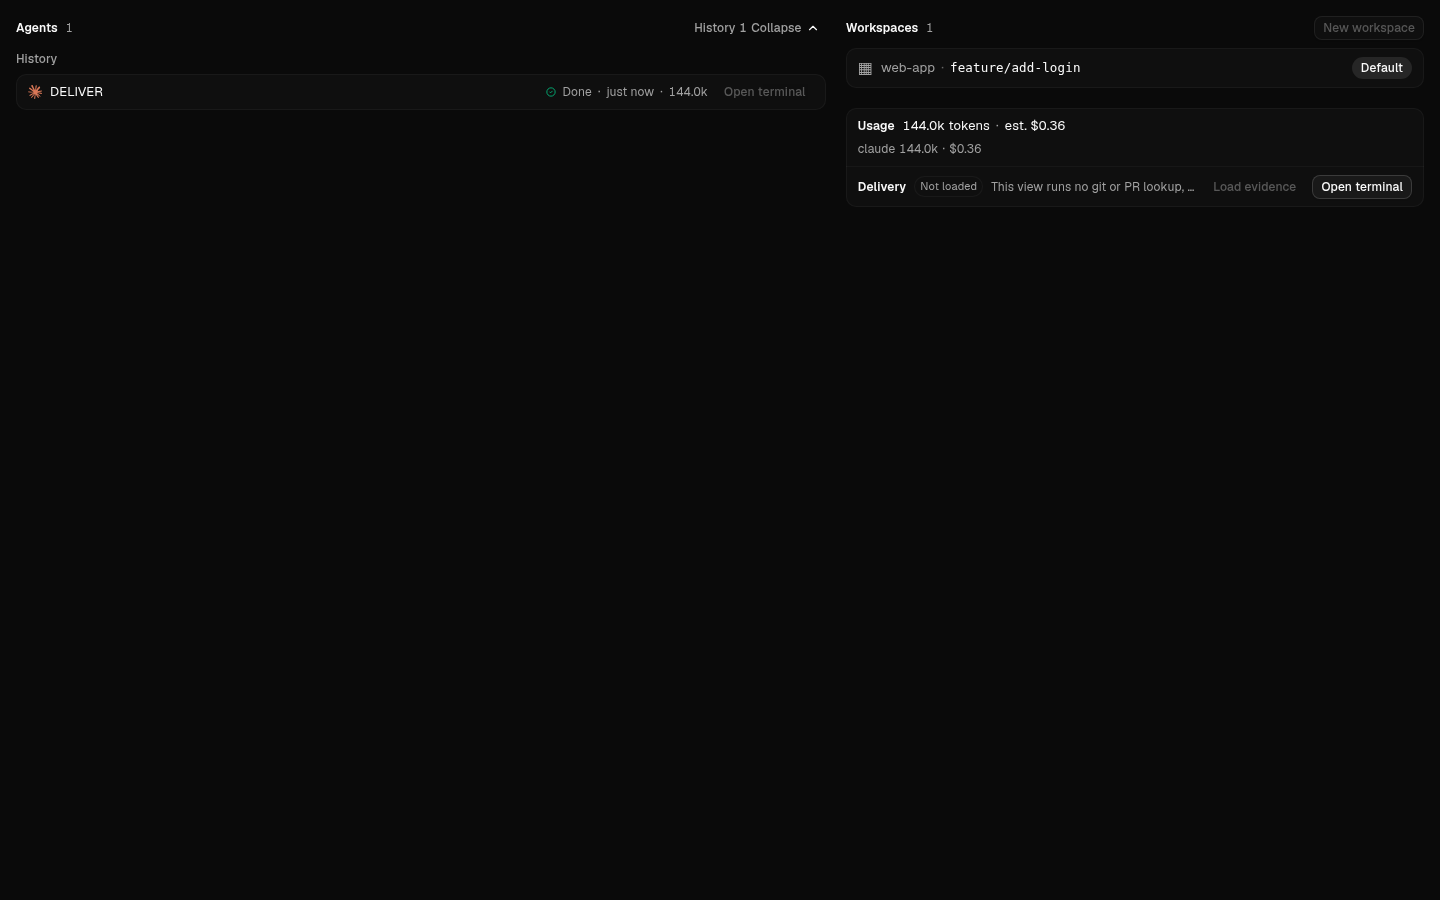 Agents 1
History 1 Collapse
History
DELIVER
Done · just now · 144.0k
Open terminal
Workspaces 1
New workspace
web-app · feature/add-login
Default
Usage 144.0k tokens · est. $0.36
claude 144.0k · $0.36
Delivery Not loaded This view runs no git or PR lookup, …
Load evidence
Open terminal